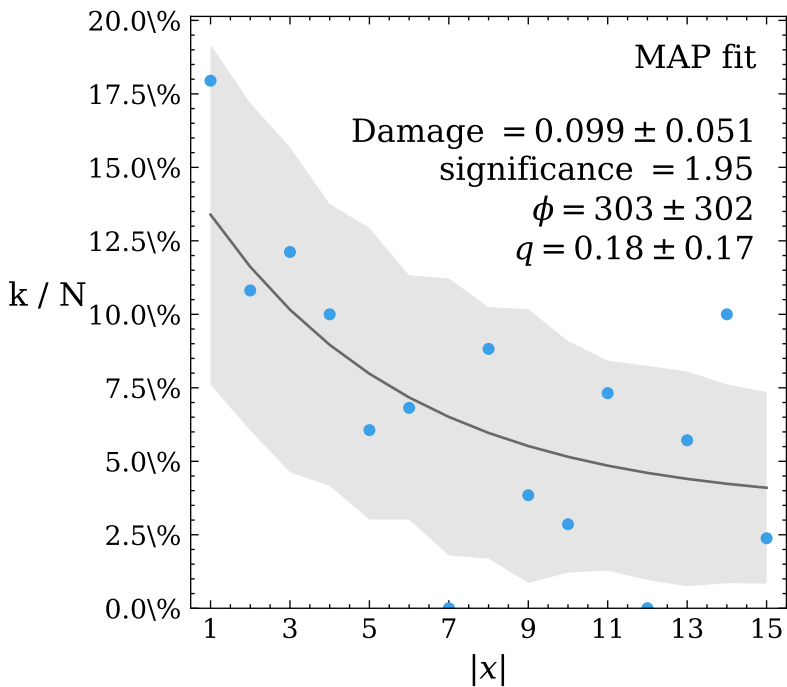 20.0\%
17.5\%
15.0\%
12.5\%
10.0\%
7.5\%
5.0\%
2.5\%
0.0\%
k / N
MAP fit
Damage = 0.099 ± 0.051
significance = 1.95
ϕ = 303 ± 302
q = 0.18 ± 0.17
1 3 5 7 9 11 13 15
|x|